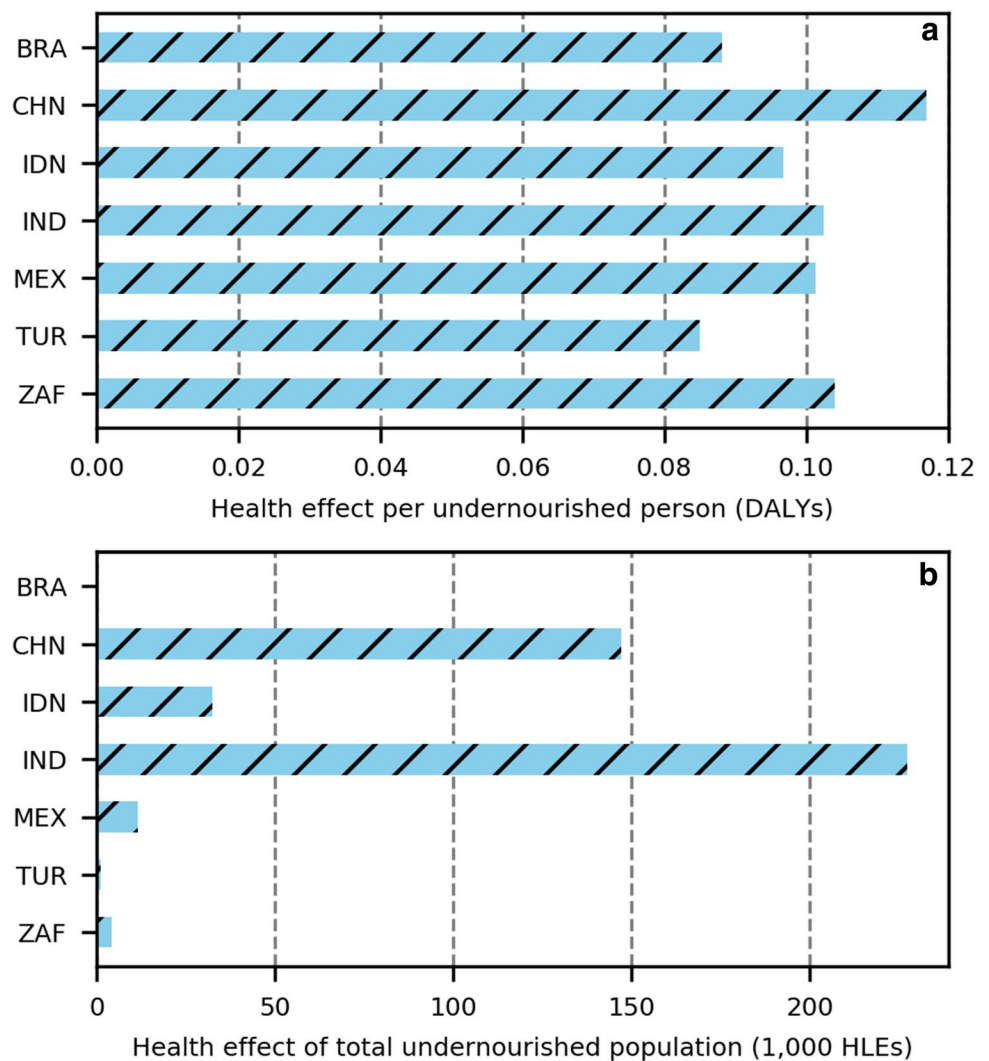 a
BRA
CHN
IDN
IND
MEX
TUR
ZAF
0.00 0.02 0.04 0.06 0.08 0.10 0.12
Health effect per undernourished person (DALYs)
b
BRA
CHN
IDN
IND
MEX
TUR
ZAF
0 50 100 150 200
Health effect of total undernourished population (1,000 HLEs)